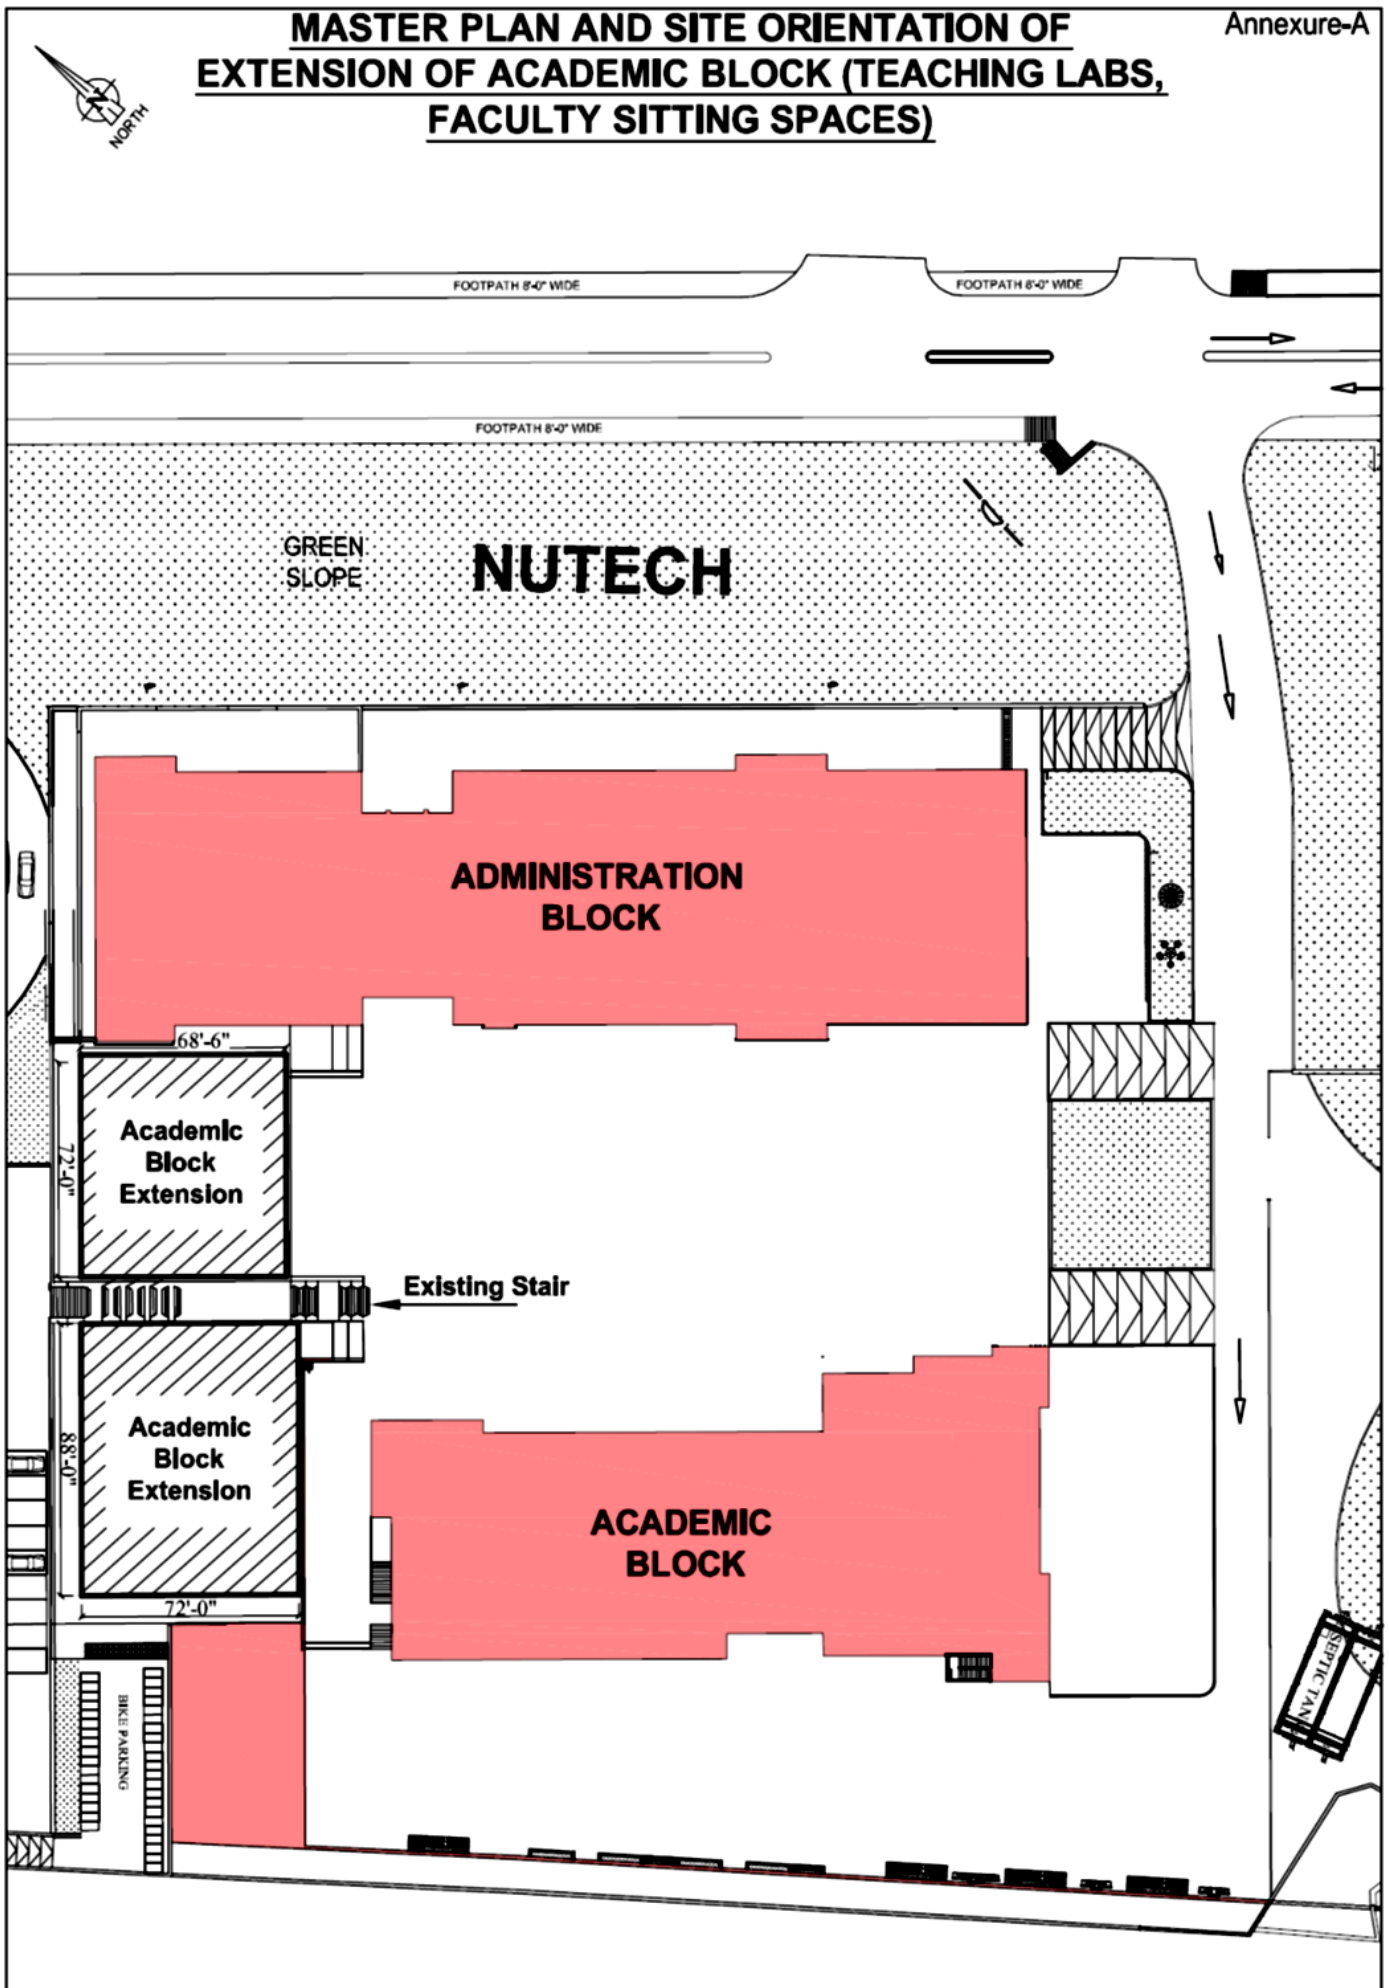 MASTER PLAN AND SITE ORIENTATION OF
EXTENSION OF ACADEMIC BLOCK (TEACHING LABS,
FACULTY SITTING SPACES)
Annexure-A
N
NORTH
FOOTPATH 8'-0" WIDE
FOOTPATH 8'-0" WIDE
FOOTPATH 8'-0" WIDE
GREEN
SLOPE
NUTECH
ADMINISTRATION
BLOCK
68'-6"
72'-0"
Academic
Block
Extension
Existing Stair
88'-0"
Academic
Block
Extension
72'-0"
ACADEMIC
BLOCK
BIKE PARKING
SEPTIC TANK